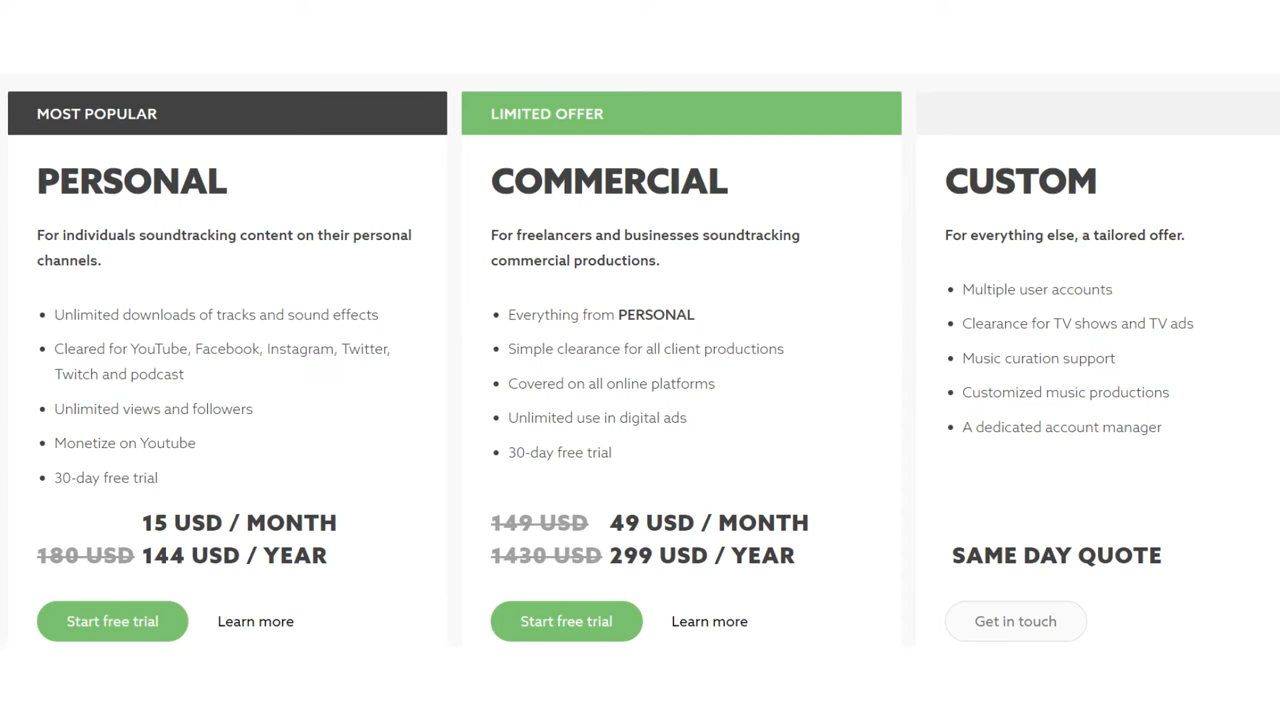 MOST POPULAR
PERSONAL
For individuals soundtracking content on their personal
channels.
• Unlimited downloads of tracks and sound effects
• Cleared for YouTube, Facebook, Instagram, Twitter,
Twitch and podcast
• Unlimited views and followers
• Monetize on Youtube
• 30-day free trial
15 USD / MONTH
180 USD 144 USD / YEAR
Start free trial Learn more
LIMITED OFFER
COMMERCIAL
For freelancers and businesses soundtracking
commercial productions.
• Everything from PERSONAL
• Simple clearance for all client productions
• Covered on all online platforms
• Unlimited use in digital ads
• 30-day free trial
149 USD 49 USD / MONTH
1430 USD 299 USD / YEAR
Start free trial Learn more
CUSTOM
For everything else, a tailored offer.
• Multiple user accounts
• Clearance for TV shows and TV ads
• Music curation support
• Customized music productions
• A dedicated account manager
SAME DAY QUOTE
Get in touch